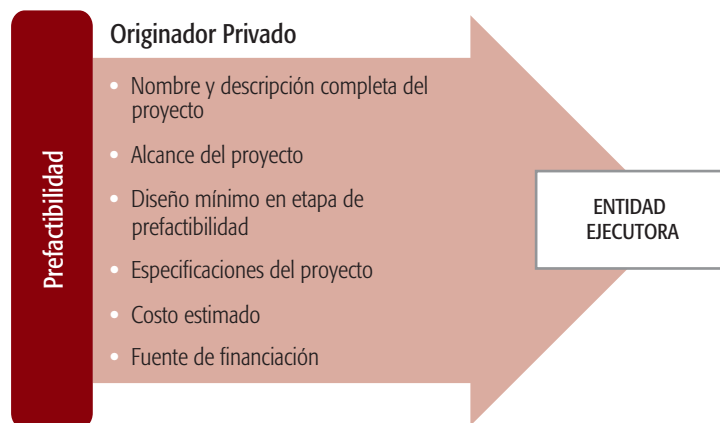 Originador Privado
• Nombre y descripción completa del
proyecto
• Alcance del proyecto
• Diseño mínimo en etapa de
prefactibilidad
• Especificaciones del proyecto
• Costo estimado
• Fuente de financiación
Prefactibilidad
ENTIDAD
EJECUTORA